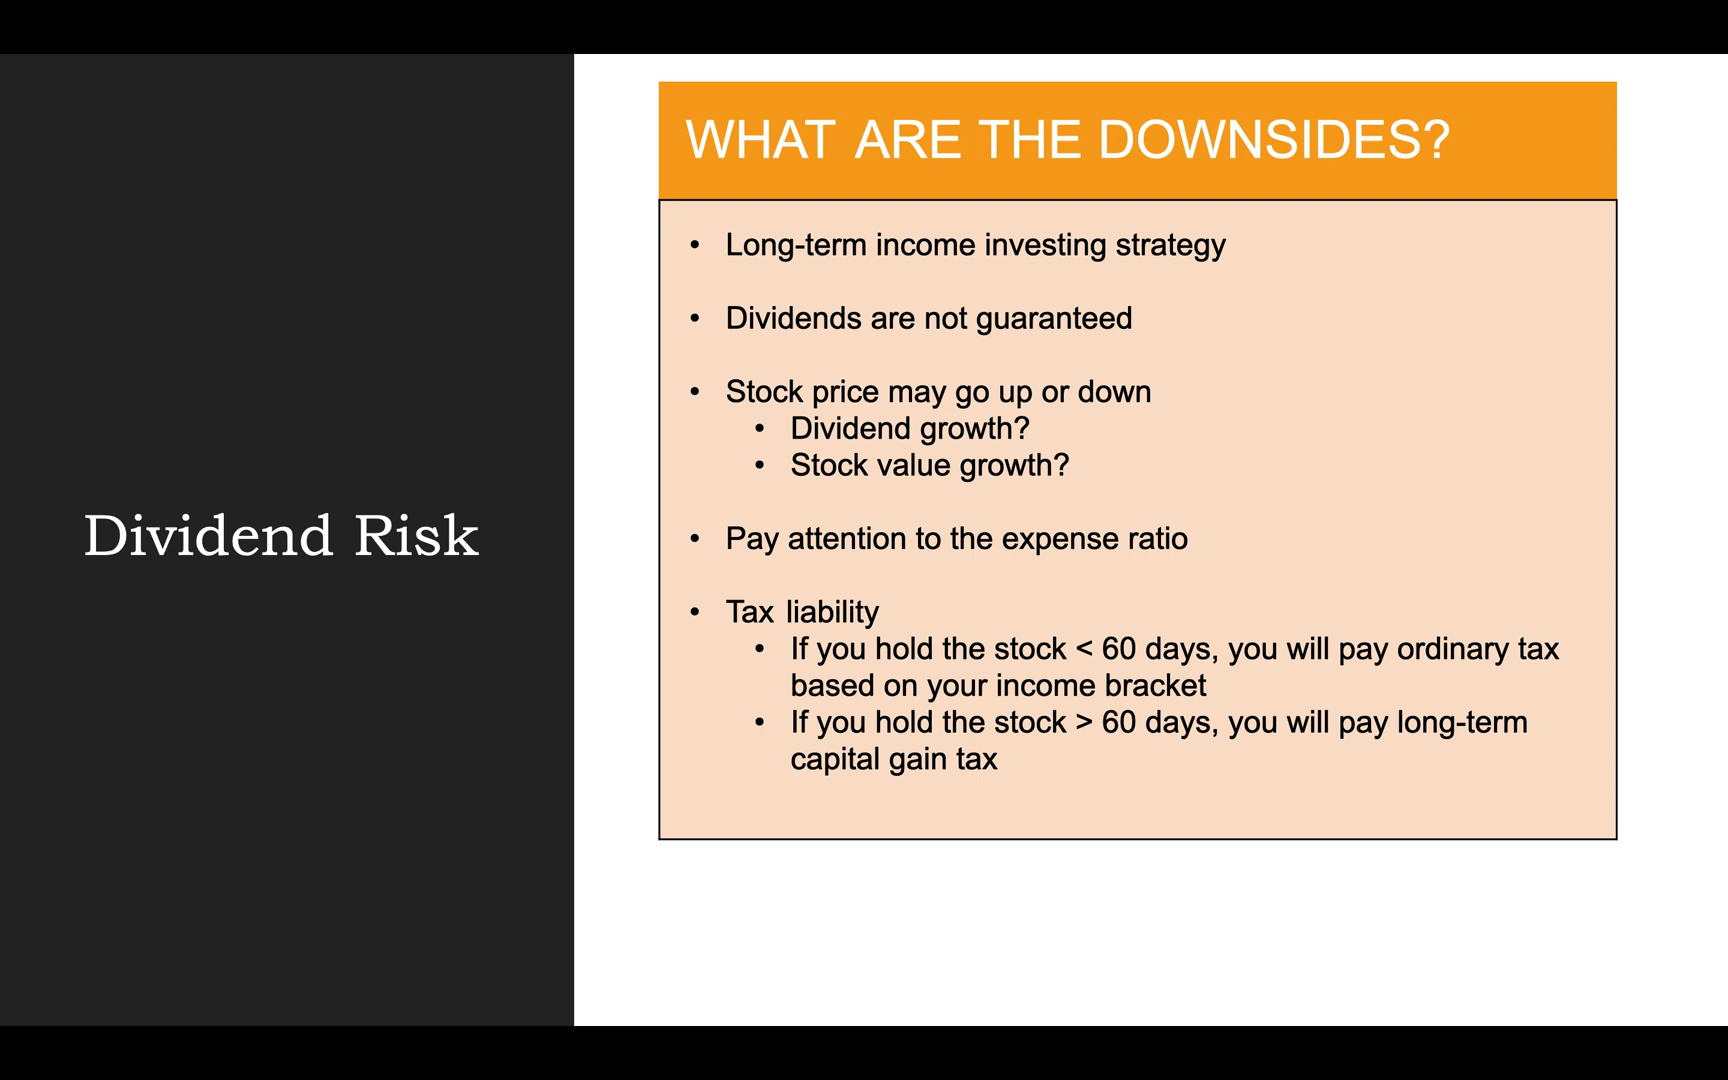 Dividend Risk
WHAT ARE THE DOWNSIDES?
• Long-term income investing strategy
• Dividends are not guaranteed
• Stock price may go up or down
• Dividend growth?
• Stock value growth?
• Pay attention to the expense ratio
• Tax liability
• If you hold the stock < 60 days, you will pay ordinary tax
based on your income bracket
• If you hold the stock > 60 days, you will pay long-term
capital gain tax